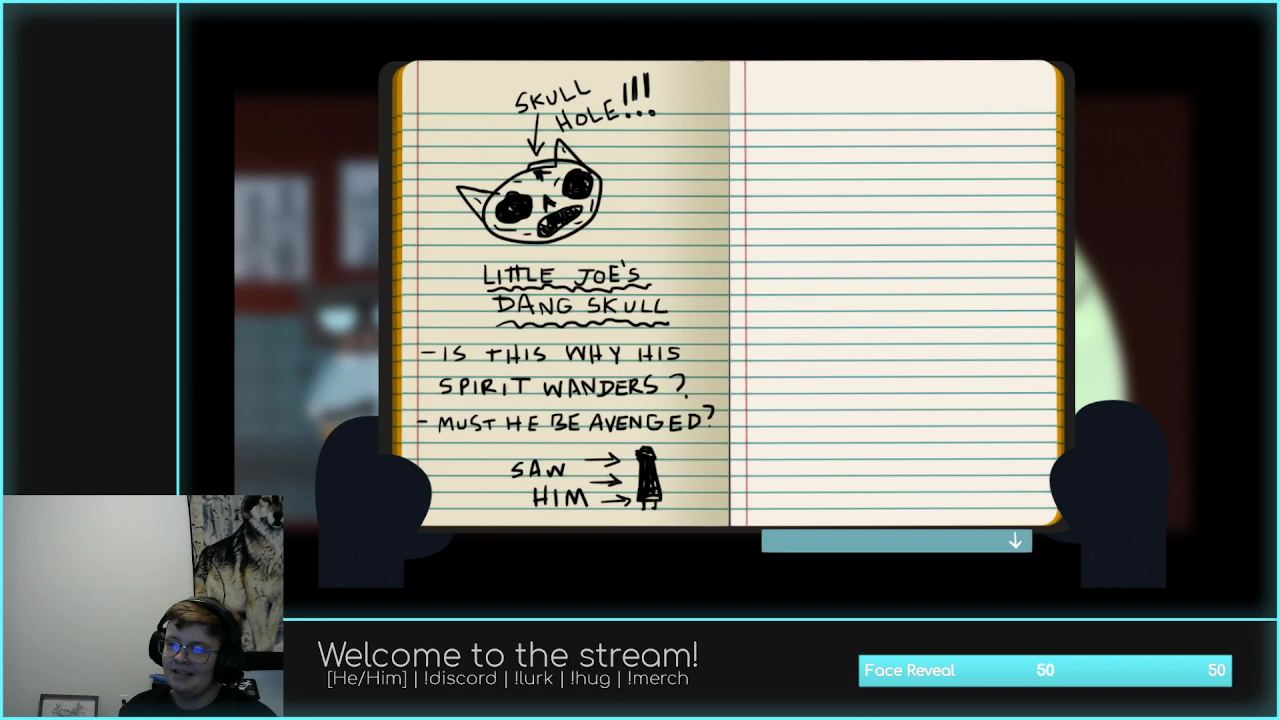 SKULL
HOLE!!!
LITTLE JOE'S
DANG SKULL
- IS THIS WHY HIS
SPIRIT WANDERS?
- MUST HE BE AVENGED?
SAW
HIM
Welcome to the stream!
[He/Him] | !discord | !lurk | !hug | !merch
Face Reveal 50 50